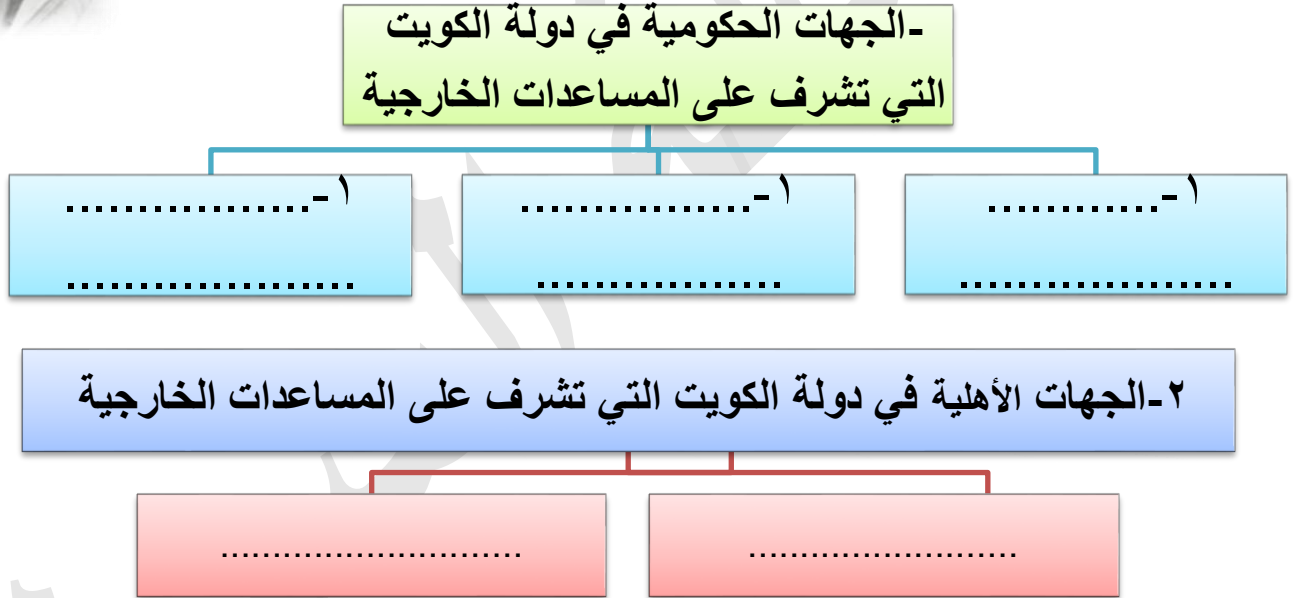 -الجهات الحكومية في دولة الكويت
التي تشرف على المساعدات الخارجية
١-............
...................
١-................
.................
١-.................
....................
٢-الجهات الأهلية في دولة الكويت التي تشرف على المساعدات الخارجية
..........................
.............................